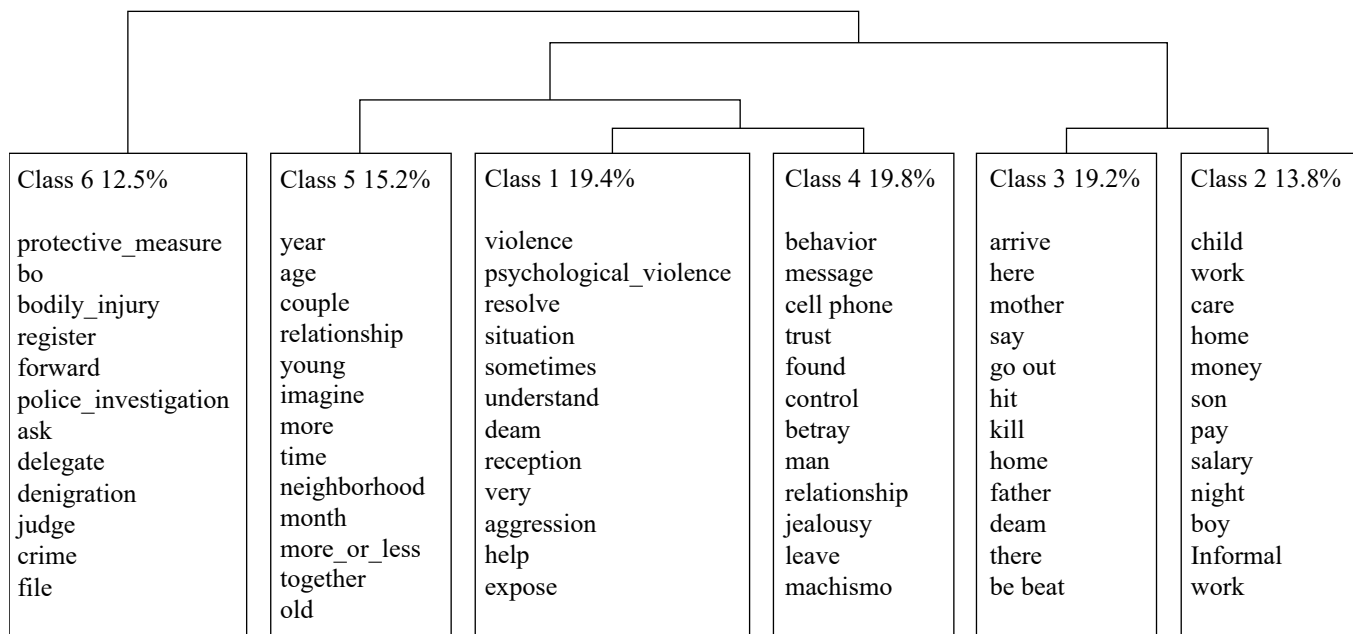 Class 6 12.5%
protective_measure
bo
bodily_injury
register
forward
police_investigation
ask
delegate
denigration
judge
crime
file
Class 5 15.2%
year
age
couple
relationship
young
imagine
more
time
neighborhood
month
more_or_less
together
old
Class 1 19.4%
violence
psychological_violence
resolve
situation
sometimes
understand
deam
reception
very
aggression
help
expose
Class 4 19.8%
behavior
message
cell phone
trust
found
control
betray
man
relationship
jealousy
leave
machismo
Class 3 19.2%
arrive
here
mother
say
go out
hit
kill
home
father
deam
there
be beat
Class 2 13.8%
child
work
care
home
money
son
pay
salary
night
boy
Informal
work